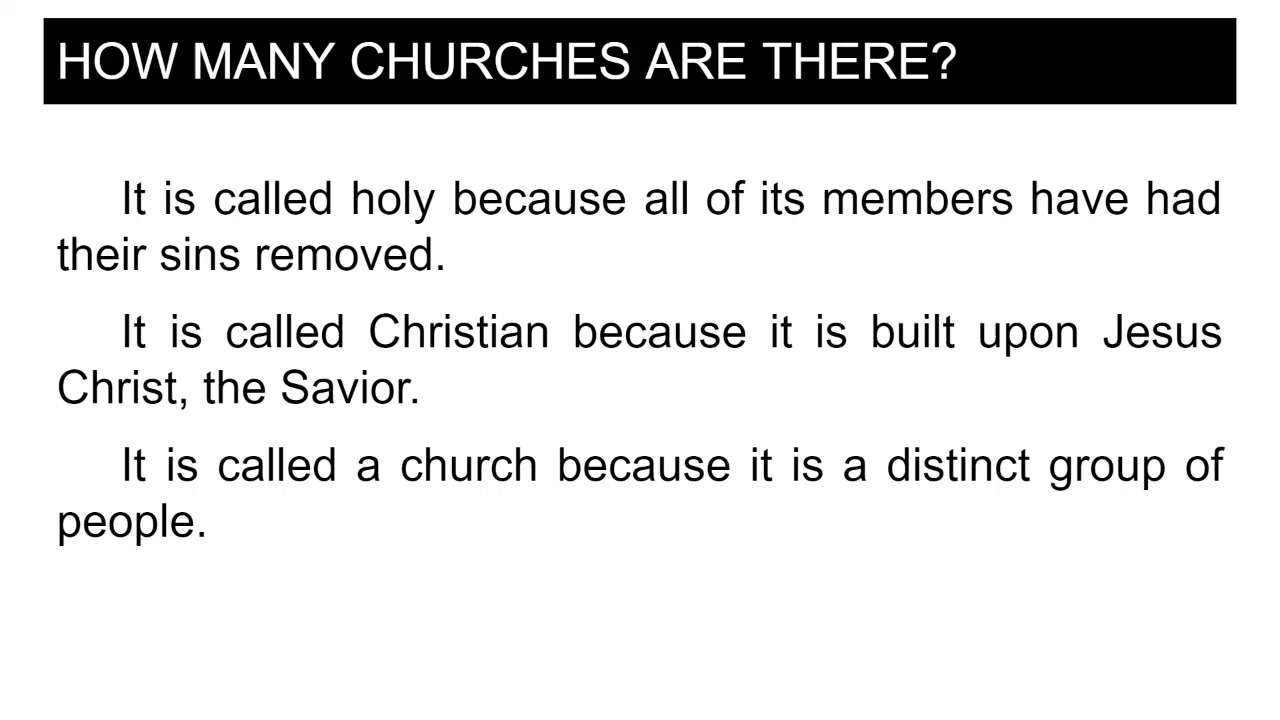 HOW MANY CHURCHES ARE THERE?
It is called holy because all of its members have had
their sins removed.
It is called Christian because it is built upon Jesus
Christ, the Savior.
It is called a church because it is a distinct group of
people.